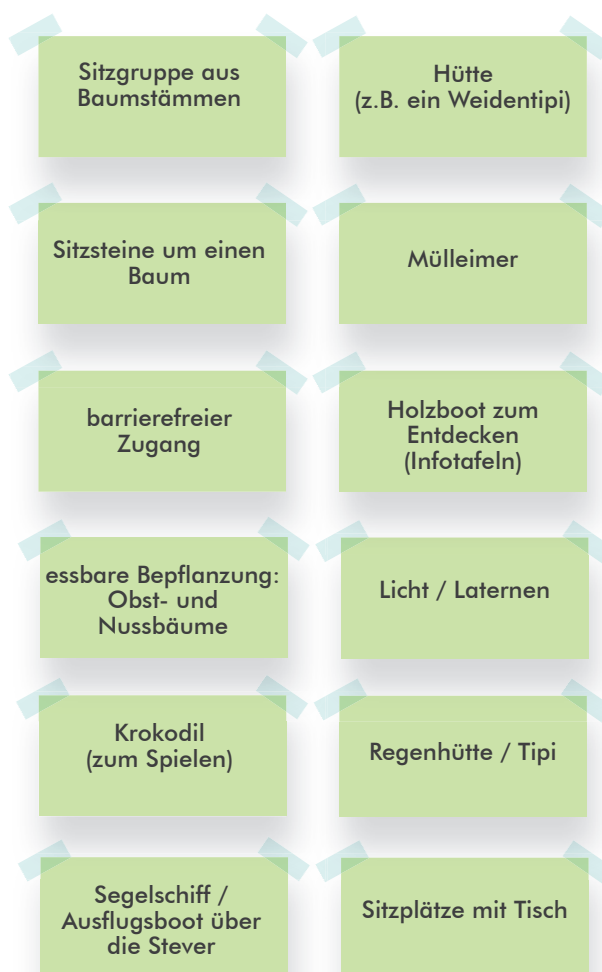 Sitzgruppe aus
Baumstämmen
Hütte
(z.B. ein Weidentipi)
Sitzsteine um einen
Baum
Mülleimer
barrierefreier
Zugang
Holzboot zum
Entdecken
(Infotafeln)
essbare Bepflanzung:
Obst- und
Nussbäume
Licht / Laternen
Krokodil
(zum Spielen)
Regenhütte / Tipi
Segelschiff /
Ausflugsboot über
die Stever
Sitzplätze mit Tisch